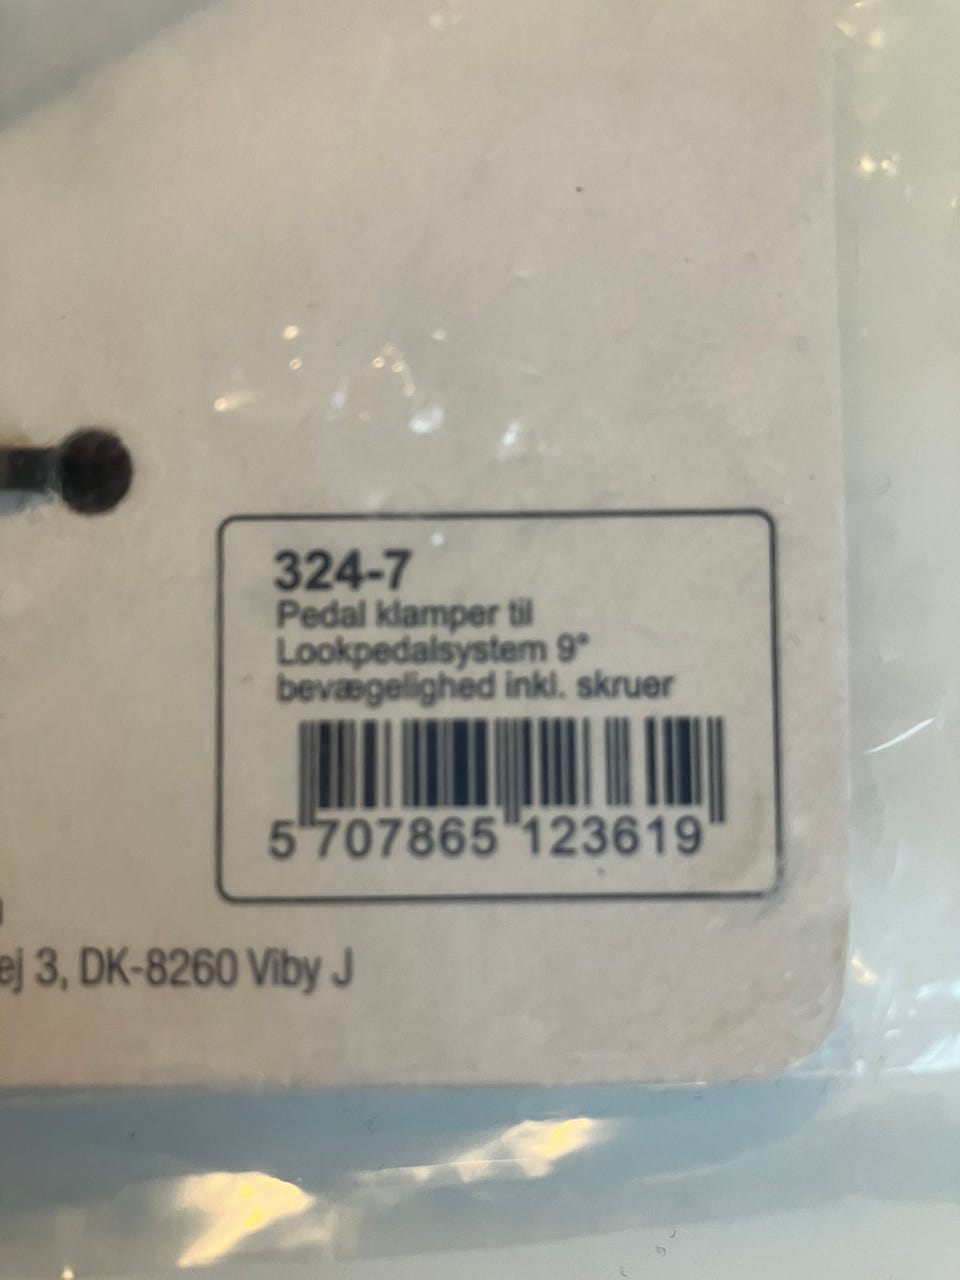 324-7
Pedal klamper til
Lookpedalsystem 9°
bevægelighed inkl. skruer
5 707865 123619
ej 3, DK-8260 Viby J